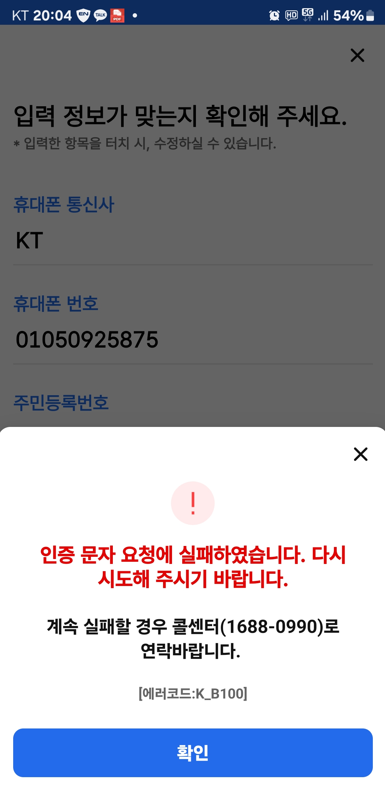 KT 20:04
HD 5G 54%
입력 정보가 맞는지 확인해 주세요.
* 입력한 항목을 터치 시, 수정하실 수 있습니다.
휴대폰 통신사
KT
휴대폰 번호
01050925875
주민등록번호
인증 문자 요청에 실패하였습니다. 다시
시도해 주시기 바랍니다.
계속 실패할 경우 콜센터(1688-0990)로
연락바랍니다.
[에러코드:K_B100]
확인